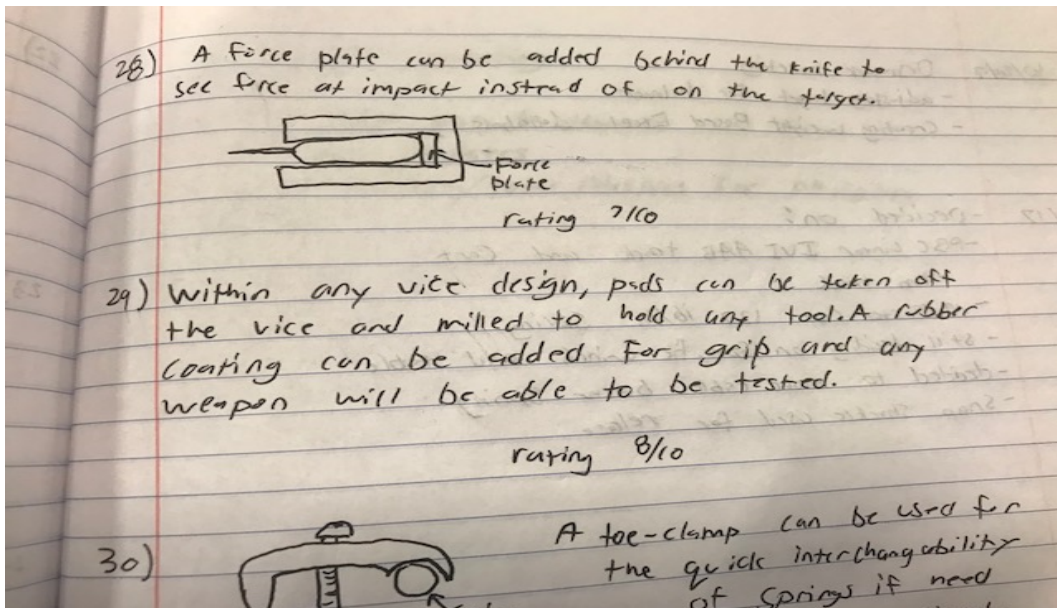 28) A force plate can be added behind the knife to
see force at impact instead of on the target.
Force
plate
rating 7/10
29) Within any vice design, pads can be taken off
the vice and milled to hold any tool. A rubber
coating can be added for grip and any
weapon will be able to be tested.
rating 8/10
30) A toe-clamp can be used for
the quick interchangability
of springs if need